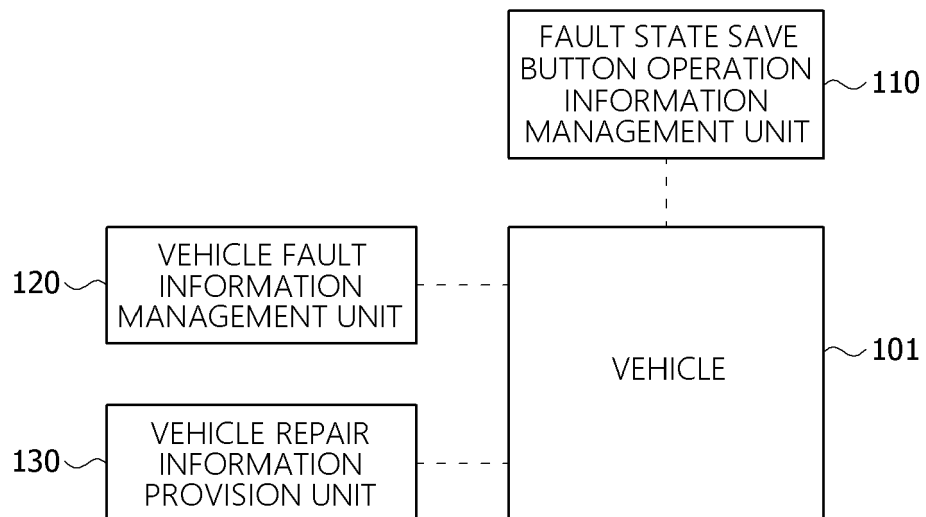 FAULT STATE SAVE
BUTTON OPERATION
INFORMATION
MANAGEMENT UNIT
110
VEHICLE FAULT
INFORMATION
MANAGEMENT UNIT
120
VEHICLE
101
VEHICLE REPAIR
INFORMATION
PROVISION UNIT
130